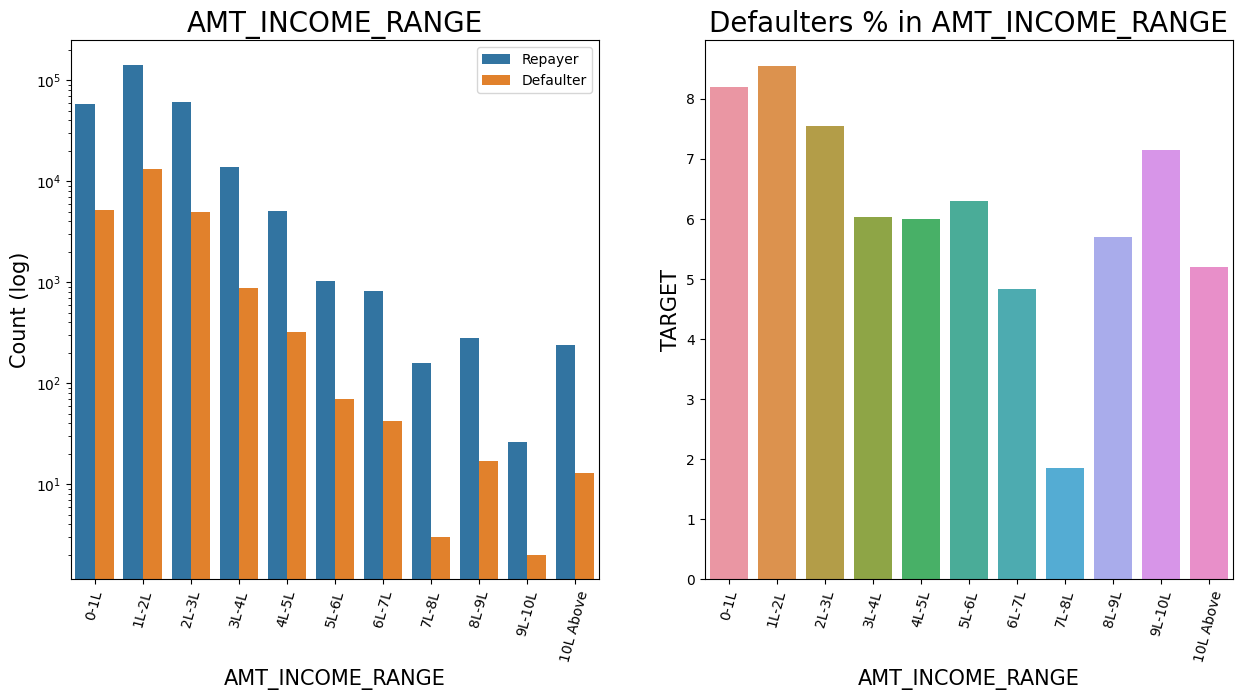 AMT_INCOME_RANGE
Repayer
Defaulter
Count (log)
10^5
10^4
10^3
10^2
10^1
0-1L
1L-2L
2L-3L
3L-4L
4L-5L
5L-6L
6L-7L
7L-8L
8L-9L
9L-10L
10L Above
AMT_INCOME_RANGE
Defaulters % in AMT_INCOME_RANGE
TARGET
8
7
6
5
4
3
2
1
0
0-1L
1L-2L
2L-3L
3L-4L
4L-5L
5L-6L
6L-7L
7L-8L
8L-9L
9L-10L
10L Above
AMT_INCOME_RANGE